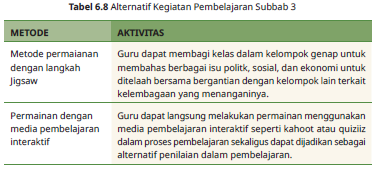 Tabel 6.8 Alternatif Kegiatan Pembelajaran Subbab 3
METODE
AKTIVITAS
Metode permaianan
dengan langkah
Jigsaw
Guru dapat membagi kelas dalam kelompok genap untuk
membahas berbagai isu politk, sosial, dan ekonomi untuk
ditelaah bersama bergantian dengan kelompok lain terkait
kelembagaan yang menanganinya.
Permainan dengan
media pembelajaran
interaktif
Guru dapat langsung melakukan permainan menggunakan
media pembelajaran interaktif seperti kahoot atau quiziiz
dalam proses pembelajaran sekaligus dapat dijadikan sebagai
alternatif penilaian dalam pembelajaran.